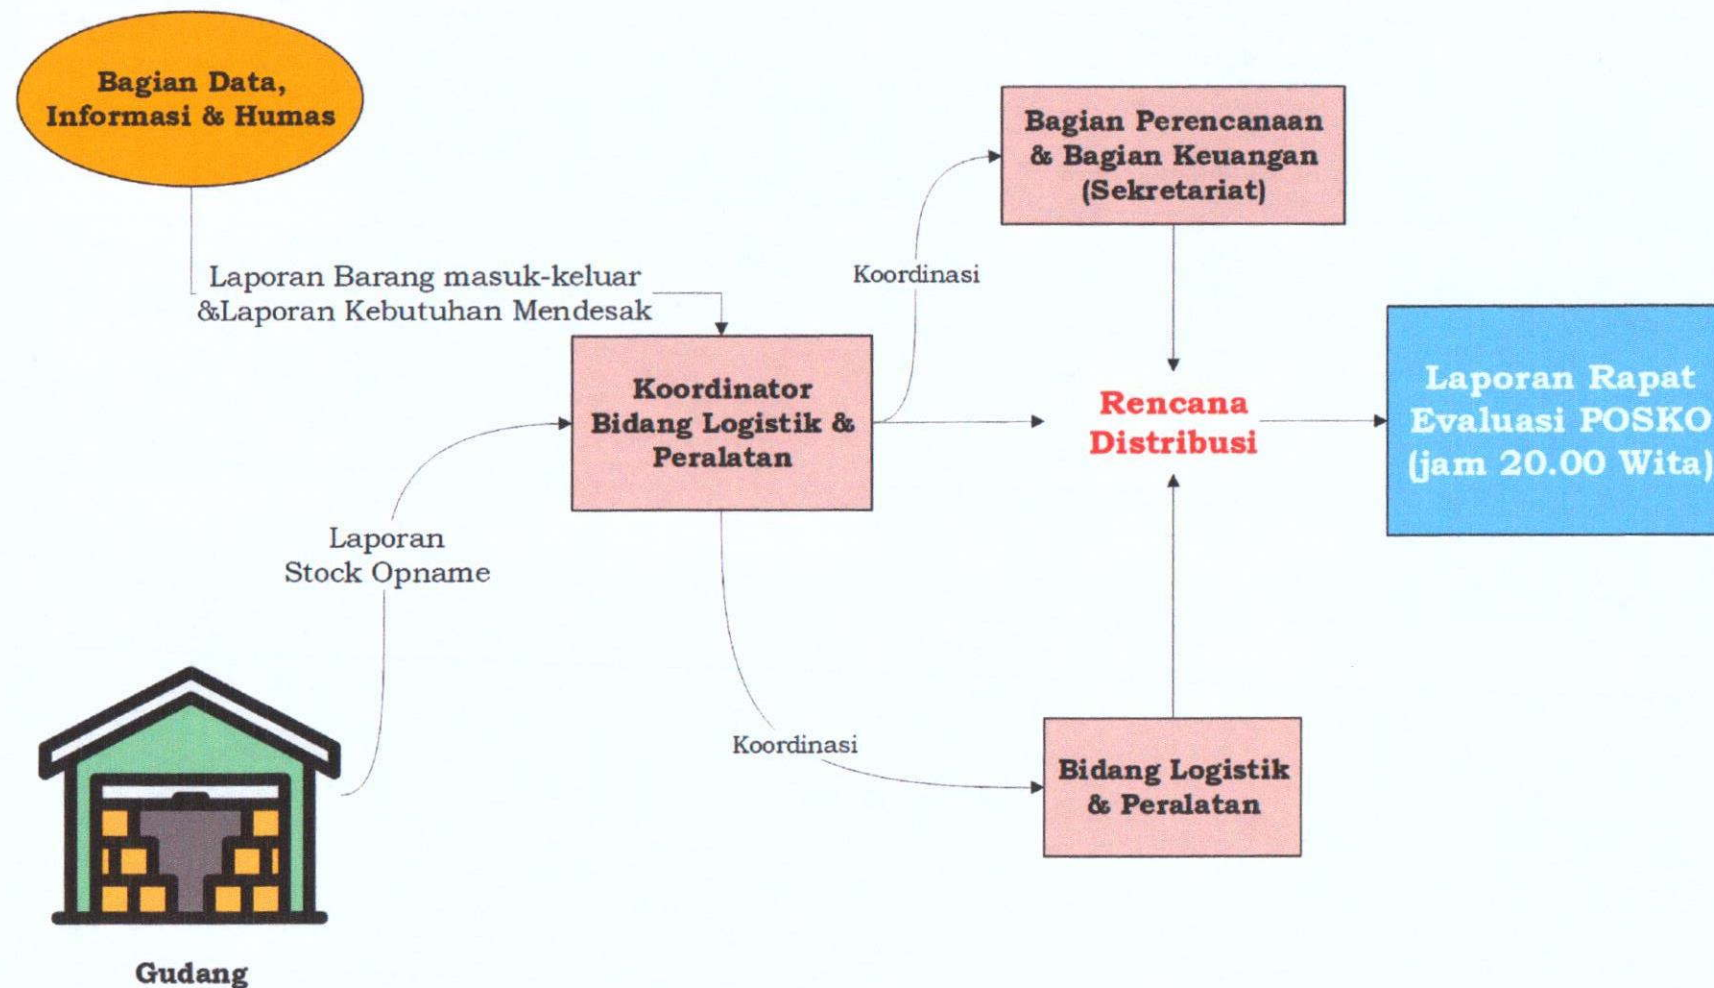 Bagian Data,
Informasi & Humas
Laporan Barang masuk-keluar
&Laporan Kebutuhan Mendesak
Koordinator
Bidang Logistik &
Peralatan
Laporan
Stock Opname
Gudang
Koordinasi
Bagian Perencanaan
& Bagian Keuangan
(Sekretariat)
Koordinasi
Bidang Logistik
& Peralatan
Rencana
Distribusi
Laporan Rapat
Evaluasi POSKO
(jam 20.00 Wita)